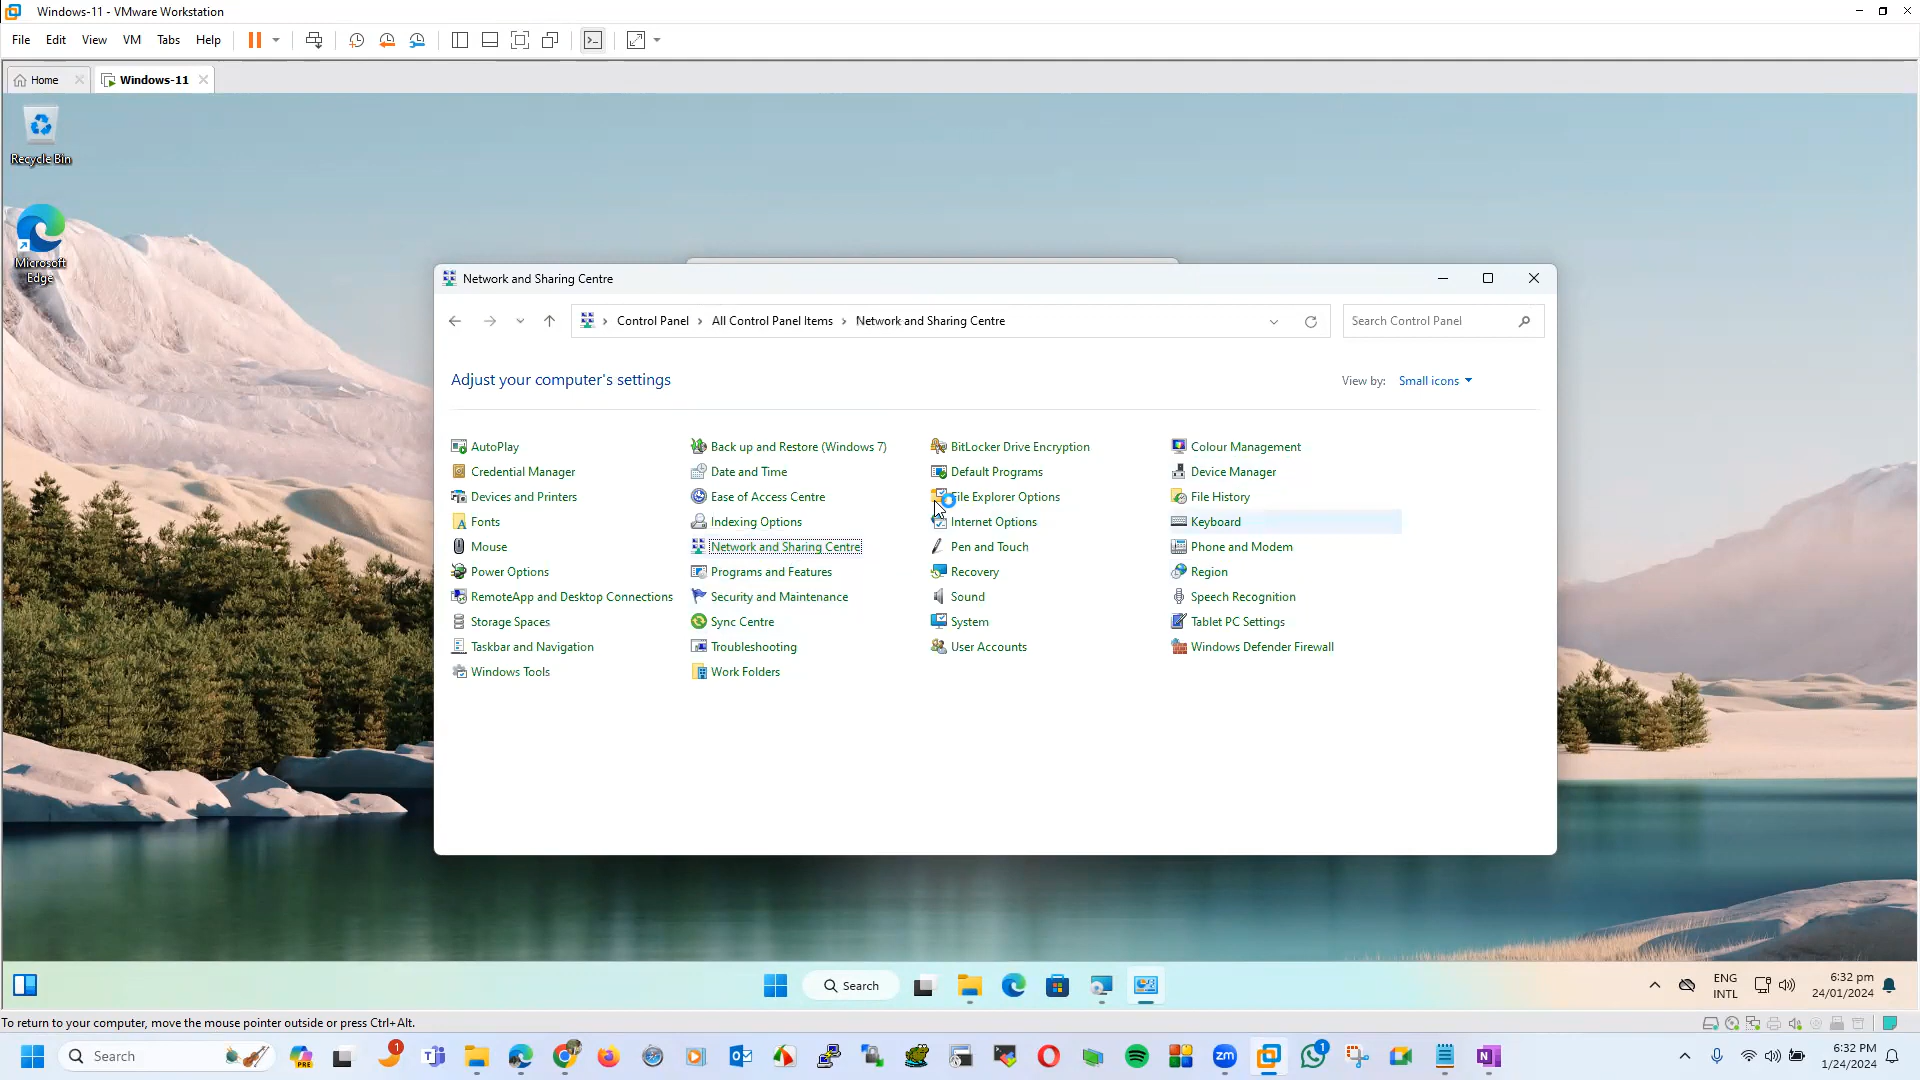 Windows-11 - VMware Workstation
File Edit View VM Tabs Help
Home Windows-11
Recycle Bin
Microsoft
Edge
Network and Sharing Centre
Control Panel All Control Panel Items Network and Sharing Centre Search Control Panel
Adjust your computer's settings View by: Small icons
AutoPlay Back up and Restore (Windows 7) BitLocker Drive Encryption Colour Management
Credential Manager Date and Time Default Programs Device Manager
Devices and Printers Ease of Access Centre File Explorer Options File History
Fonts Indexing Options Internet Options Keyboard
Mouse Network and Sharing Centre Pen and Touch Phone and Modem
Power Options Programs and Features Recovery Region
RemoteApp and Desktop Connections Security and Maintenance Sound Speech Recognition
Storage Spaces Sync Centre System Tablet PC Settings
Taskbar and Navigation Troubleshooting User Accounts Windows Defender Firewall
Windows Tools Work Folders
Search ENG 6:32 pm
INTL 24/01/2024
To return to your computer, move the mouse pointer outside or press Ctrl+Alt.
Search PRE 1 zm 1 6:32 PM
1/24/2024